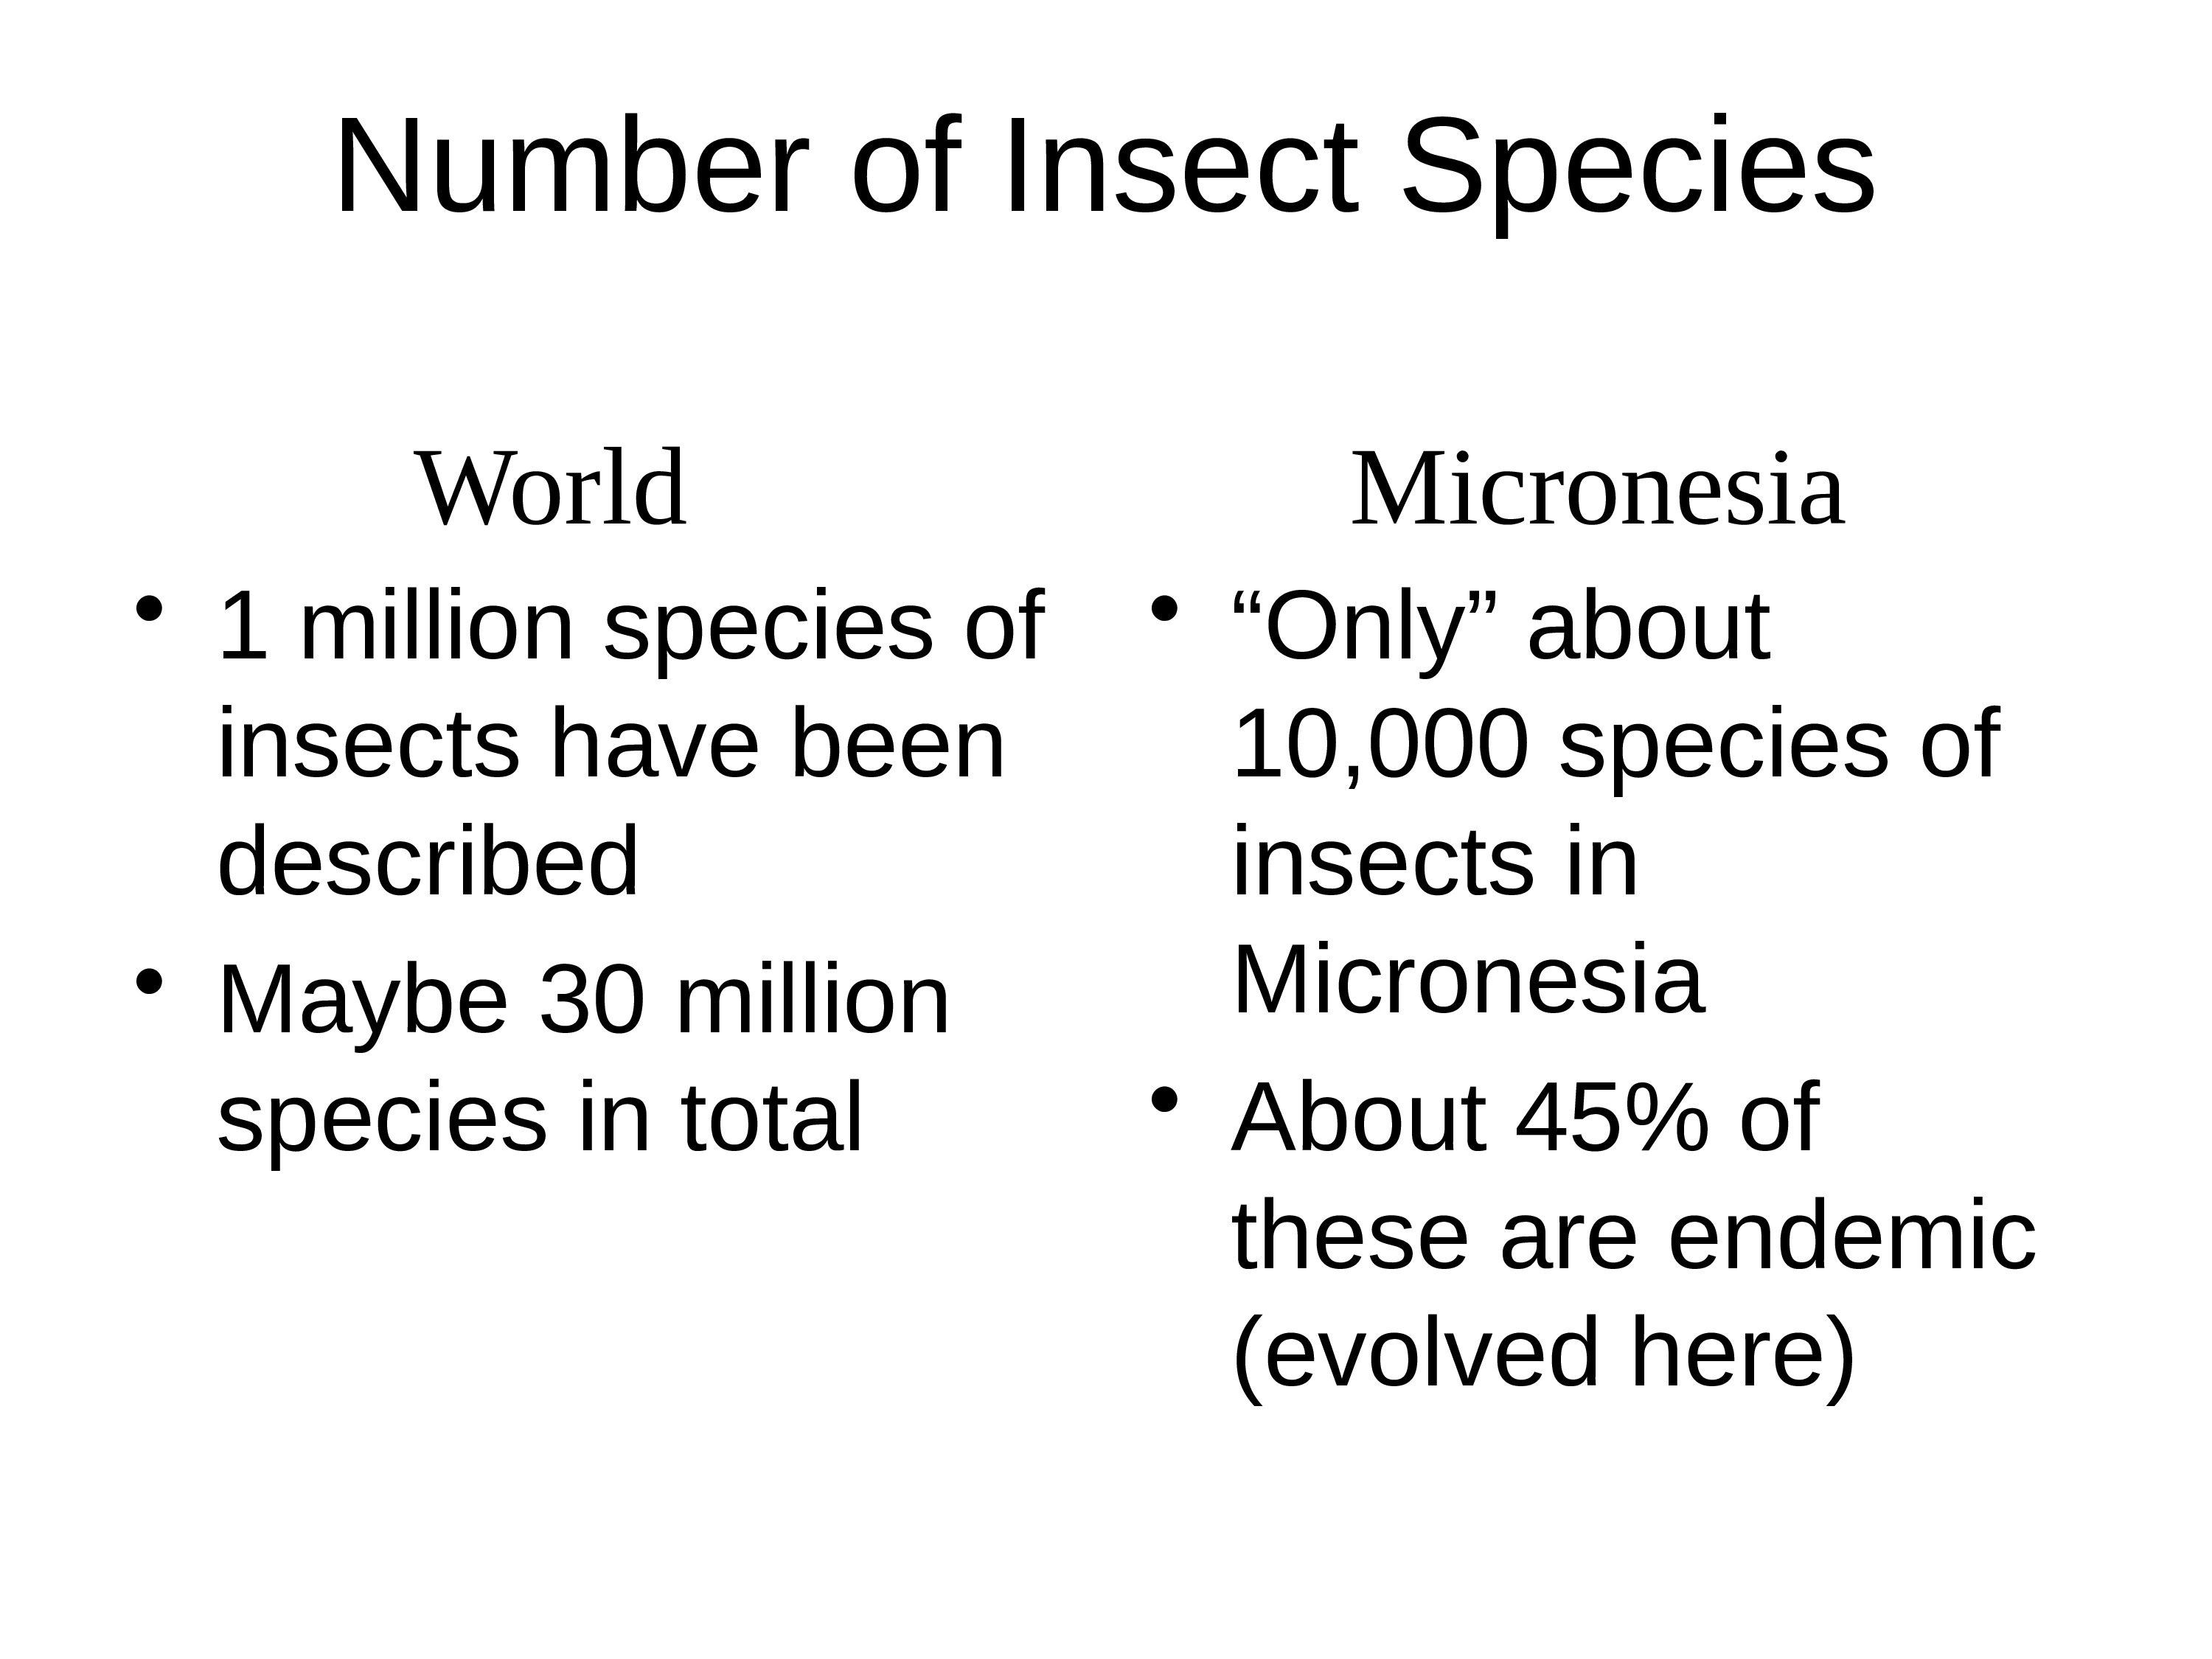 Number of Insect Species
World
• 1 million species of
insects have been
described
• Maybe 30 million
species in total
Micronesia
• “Only” about
10,000 species of
insects in
Micronesia
• About 45% of
these are endemic
(evolved here)